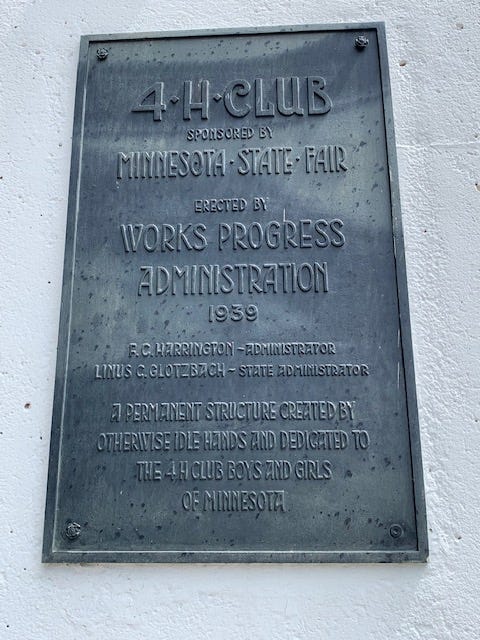 4·H·CLUB
SPONSORED BY
MINNESOTA·STATE·FAIR
ERECTED BY
WORKS PROGRESS
ADMINISTRATION
1939
F.C. HARRINGTON - ADMINISTRATOR
LINUS C. GLOTZBACH - STATE ADMINISTRATOR
A PERMANENT STRUCTURE CREATED BY
OTHERWISE IDLE HANDS AND DEDICATED TO
THE 4 H CLUB BOYS AND GIRLS
OF MINNESOTA